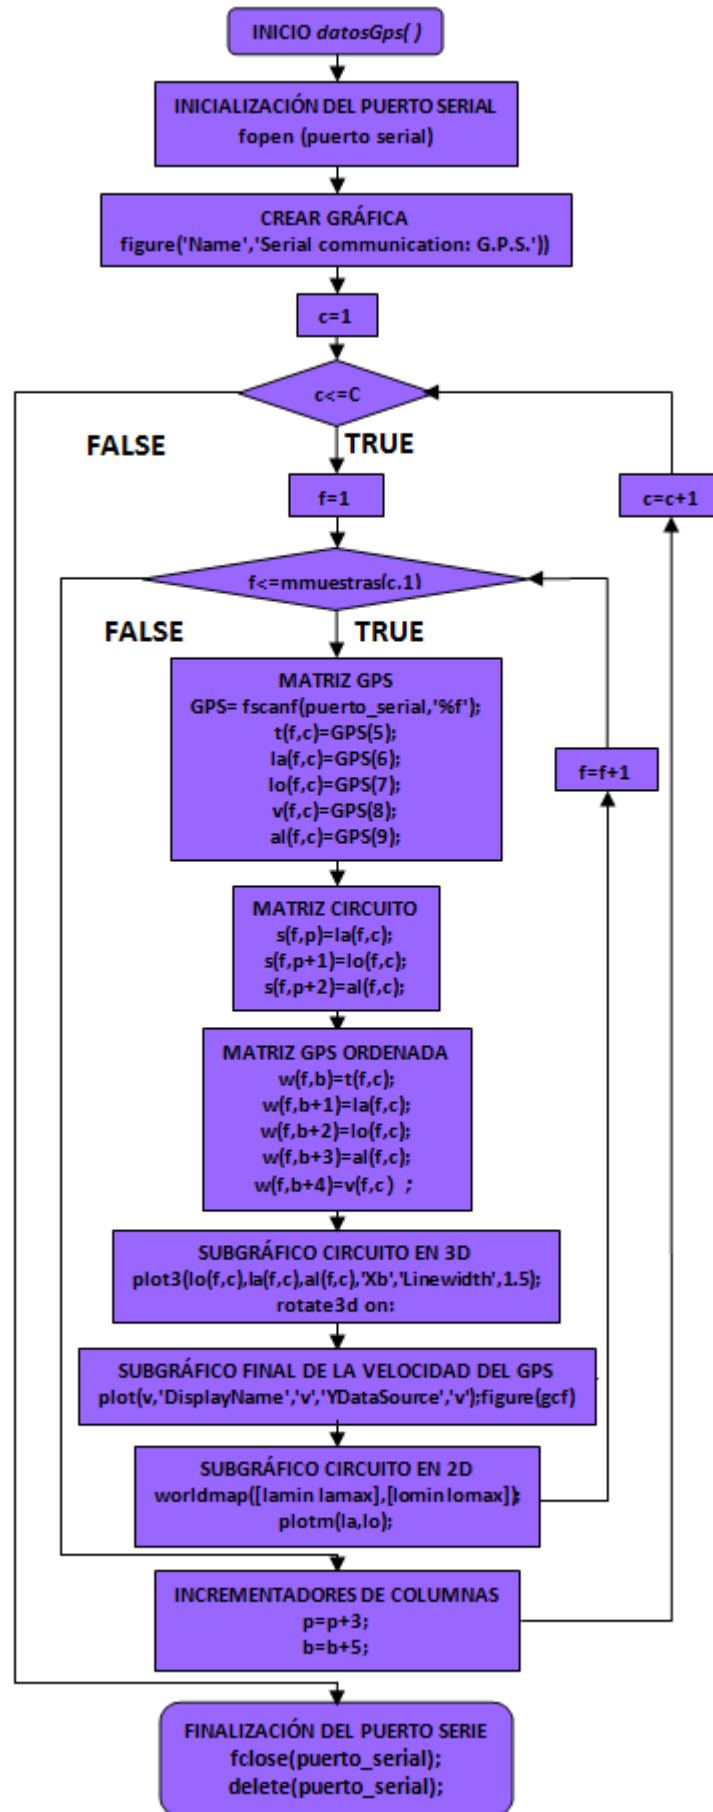 INICIO datosGps( )
INICIALIZACIÓN DEL PUERTO SERIAL
fopen (puerto serial)
CREAR GRÁFICA
figure('Name','Serial communication: G.P.S.'))
c=1
c<=C
FALSE
TRUE
f=1
c=c+1
f<=mmuestras(c,1)
FALSE
TRUE
MATRIZ GPS
GPS= fscanf(puerto_serial,'%f');
t(f,c)=GPS(5);
la(f,c)=GPS(6);
lo(f,c)=GPS(7);
v(f,c)=GPS(8);
al(f,c)=GPS(9);
f=f+1
MATRIZ CIRCUITO
s(f,p)=la(f,c);
s(f,p+1)=lo(f,c);
s(f,p+2)=al(f,c);
MATRIZ GPS ORDENADA
w(f,b)=t(f,c);
w(f,b+1)=la(f,c);
w(f,b+2)=lo(f,c);
w(f,b+3)=al(f,c);
w(f,b+4)=v(f,c) ;
SUBGRÁFICO CIRCUITO EN 3D
plot3(lo(f,c),la(f,c),al(f,c),'Xb','Linewidth',1.5);
rotate3d on;
SUBGRÁFICO FINAL DE LA VELOCIDAD DEL GPS
plot(v,'DisplayName','v','YDataSource','v');figure(gcf)
SUBGRÁFICO CIRCUITO EN 2D
worldmap([lamin lamax],[lomin lomax]);
plotm(la,lo);
INCREMENTADORES DE COLUMNAS
p=p+3;
b=b+5;
FINALIZACIÓN DEL PUERTO SERIE
fclose(puerto_serial);
delete(puerto_serial);